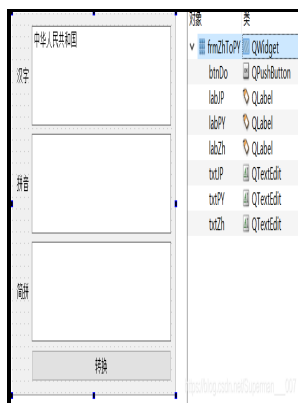 对象 类
中华人民共和国
汉字
拼音
简拼
转换
frmZhToPY QWidget
btnDo QPushButton
labJP QLabel
labPY QLabel
labZh QLabel
txtJP QTextEdit
txtPY QTextEdit
txtZh QTextEdit